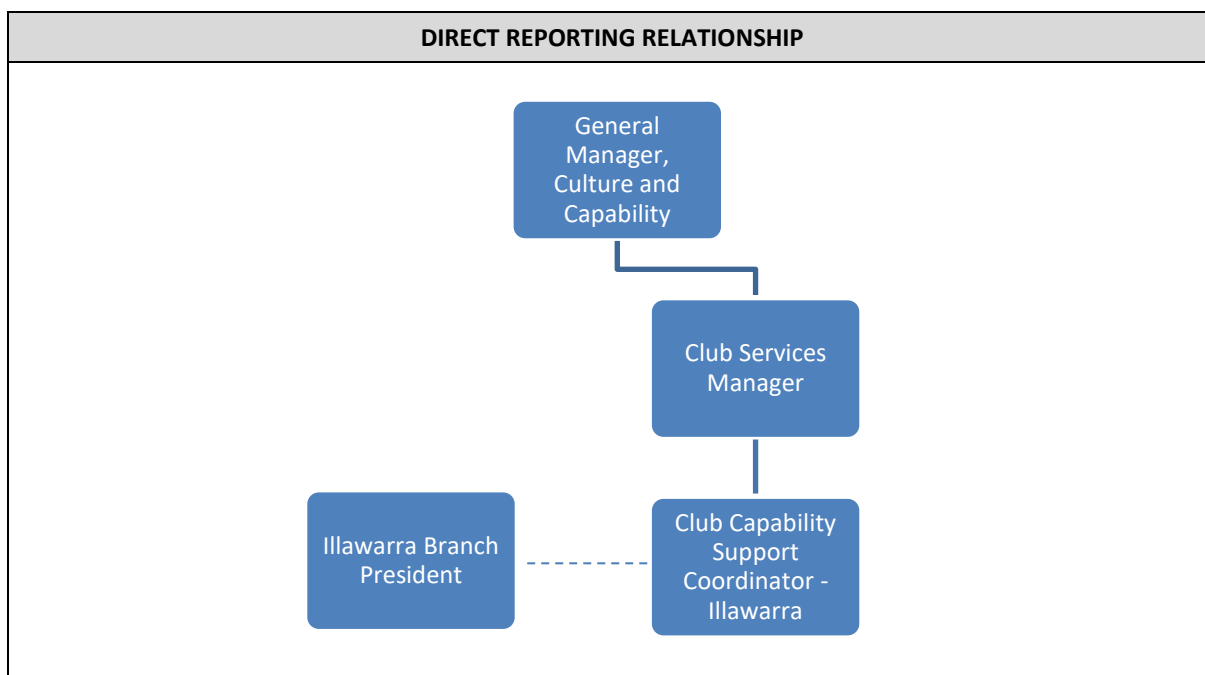 DIRECT REPORTING RELATIONSHIP
General
Manager,
Culture and
Capability
Club Services
Manager
Illawarra Branch
President
Club Capability
Support
Coordinator -
Illawarra